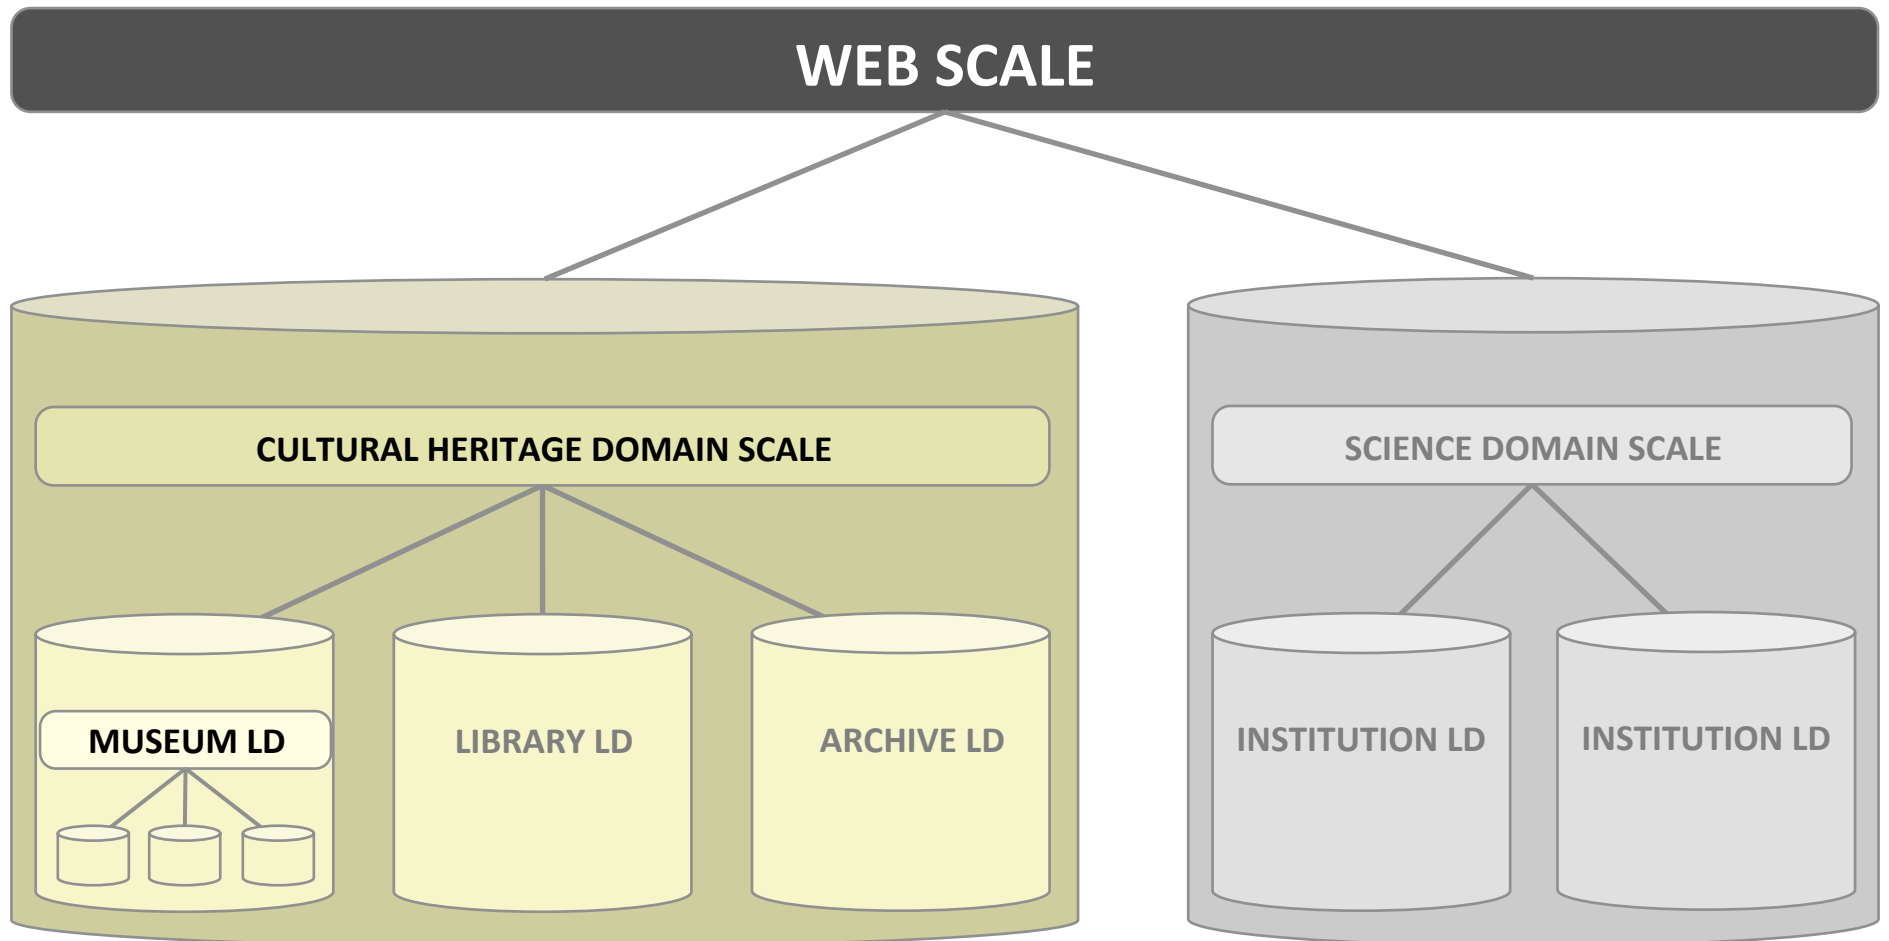 WEB SCALE
CULTURAL HERITAGE DOMAIN SCALE
SCIENCE DOMAIN SCALE
MUSEUM LD
LIBRARY LD
ARCHIVE LD
INSTITUTION LD
INSTITUTION LD